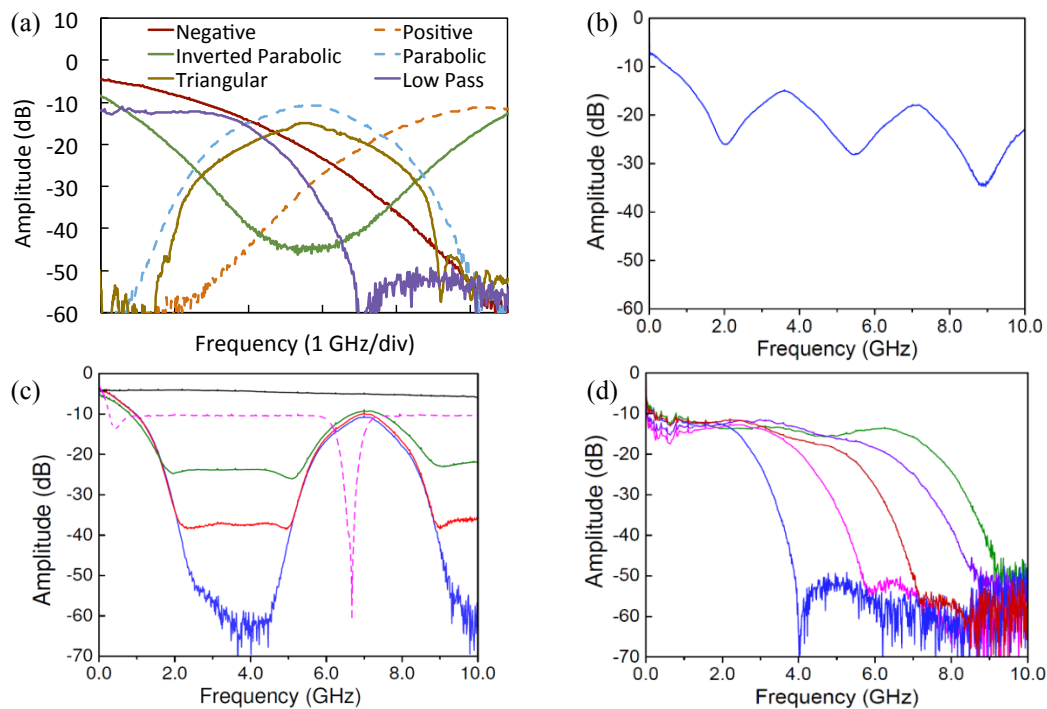 (a)
10
0
-10
-20
-30
-40
-50
-60
Amplitude (dB)
Negative
Positive
Inverted Parabolic
Parabolic
Triangular
Low Pass
Frequency (1 GHz/div)
(b)
0
-10
-20
-30
-40
-50
-60
Amplitude (dB)
0.0 2.0 4.0 6.0 8.0 10.0
Frequency (GHz)
(c)
0
-10
-20
-30
-40
-50
-60
-70
Amplitude (dB)
0.0 2.0 4.0 6.0 8.0 10.0
Frequency (GHz)
(d)
0
-10
-20
-30
-40
-50
-60
-70
Amplitude (dB)
0.0 2.0 4.0 6.0 8.0 10.0
Frequency (GHz)